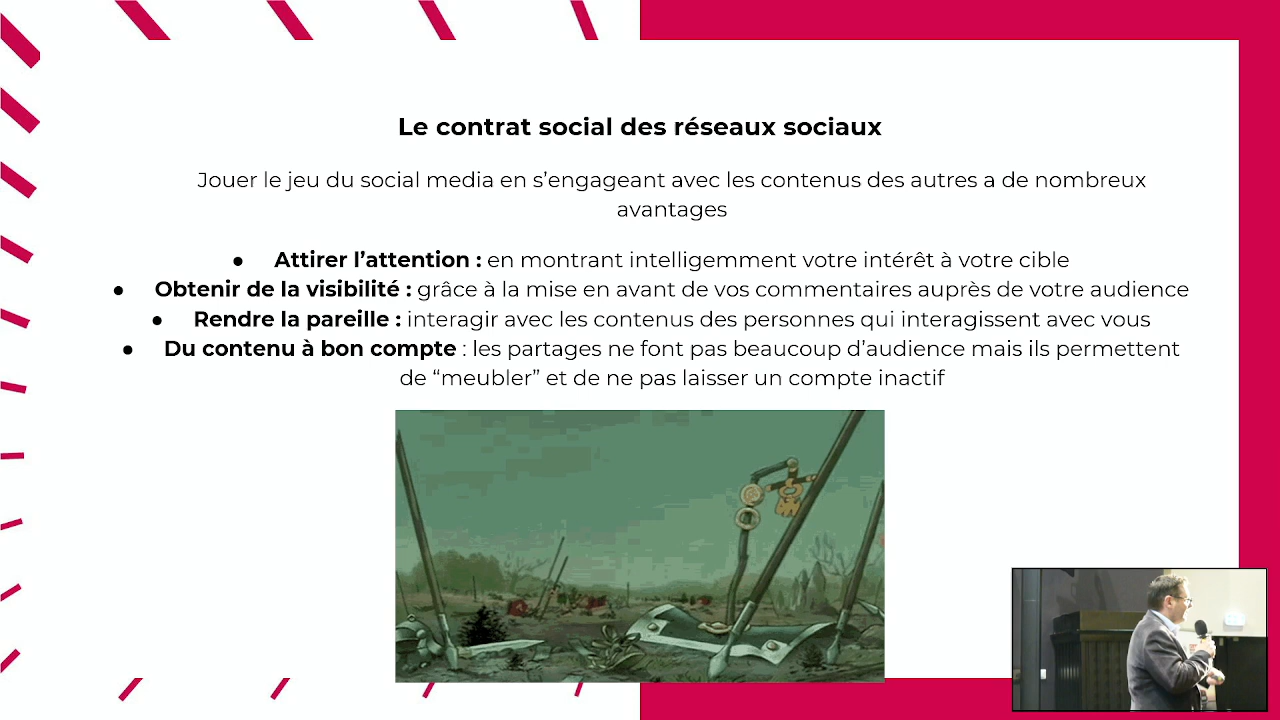 Le contrat social des réseaux sociaux
Jouer le jeu du social media en s’engageant avec les contenus des autres a de nombreux
avantages
● Attirer l’attention : en montrant intelligemment votre intérêt à votre cible
● Obtenir de la visibilité : grâce à la mise en avant de vos commentaires auprès de votre audience
● Rendre la pareille : interagir avec les contenus des personnes qui interagissent avec vous
● Du contenu à bon compte : les partages ne font pas beaucoup d’audience mais ils permettent
de “meubler” et de ne pas laisser un compte inactif